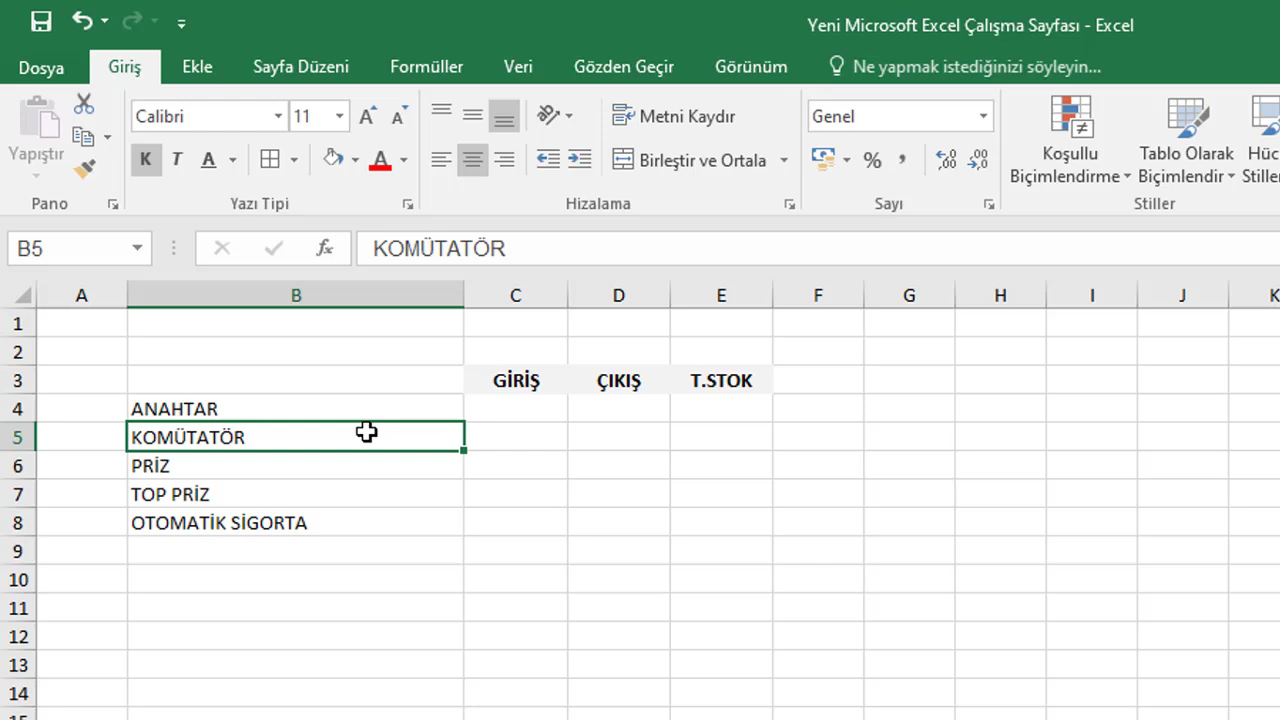 Yeni Microsoft Excel Çalışma Sayfası - Excel
Dosya Giriş Ekle Sayfa Düzeni Formüller Veri Gözden Geçir Görünüm Ne yapmak istediğinizi söyleyin...
Yapıştır
Calibri 11
K T A A
Metni Kaydır
Birleştir ve Ortala
Genel
%
Koşullu
Biçimlendirme
Tablo Olarak
Biçimlendir
Hüc
Stiller
Pano Yazı Tipi Hizalama Sayı Stiller
B5 fx KOMÜTATÖR
A B C D E F G H I J K
1
2
3 GİRİŞ ÇIKIŞ T.STOK
4 ANAHTAR
5 KOMÜTATÖR
6 PRİZ
7 TOP PRİZ
8 OTOMATİK SİGORTA
9
10
11
12
13
14